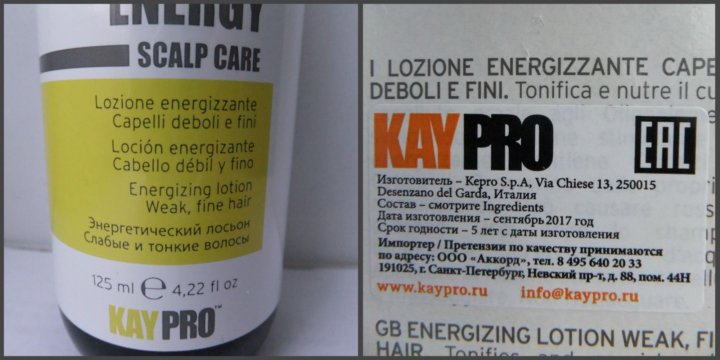 ENERGY
SCALP CARE
Lozione energizzante
Capelli deboli e fini
Loción energizante
Cabello débil y fino
Energizing lotion
Weak, fine hair
Энергетический лосьон
Слабые и тонкие волосы
125 ml e 4,22 fl oz
KAYPRO™
I LOZIONE ENERGIZZANTE CAPE
DEBOLI E FINI. Tonifica e nutre il cu
KAYPRO EAC
Изготовитель – Kepro S.p.A, Via Chiese 13, 250015
Desenzano del Garda, Италия
Состав – смотрите Ingredients
Дата изготовления – сентябрь 2017 год
Срок годности – 5 лет с даты изготовления
Импортер / Претензии по качеству принимаются
по адресу: ООО «Аккорд», тел. 8 495 640 20 33
191025, г. Санкт-Петербург, Невский пр-т, д. 88, пом. 44Н
www.kaypro.ru info@kaypro.ru
GB ENERGIZING LOTION WEAK, FI
HAIR.